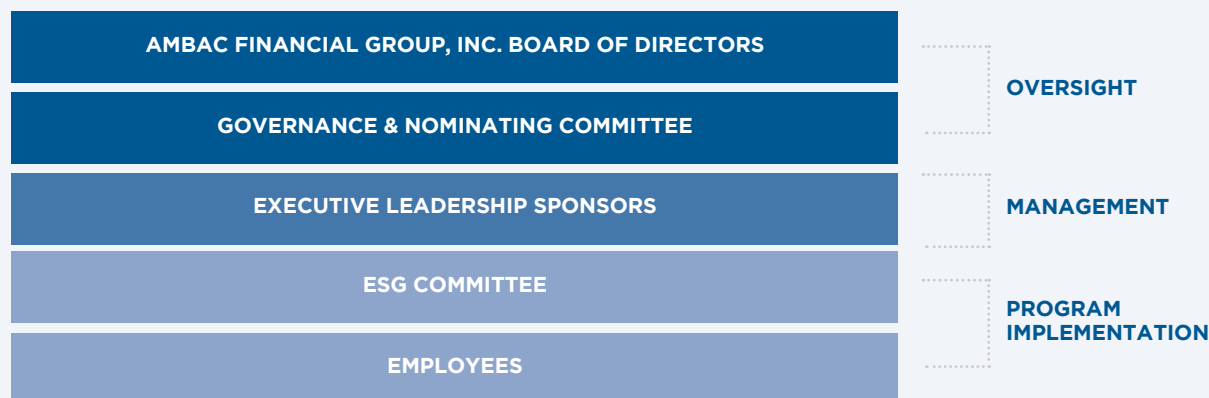 AMBAC FINANCIAL GROUP, INC. BOARD OF DIRECTORS
GOVERNANCE & NOMINATING COMMITTEE
OVERSIGHT
EXECUTIVE LEADERSHIP SPONSORS
MANAGEMENT
ESG COMMITTEE
EMPLOYEES
PROGRAM
IMPLEMENTATION